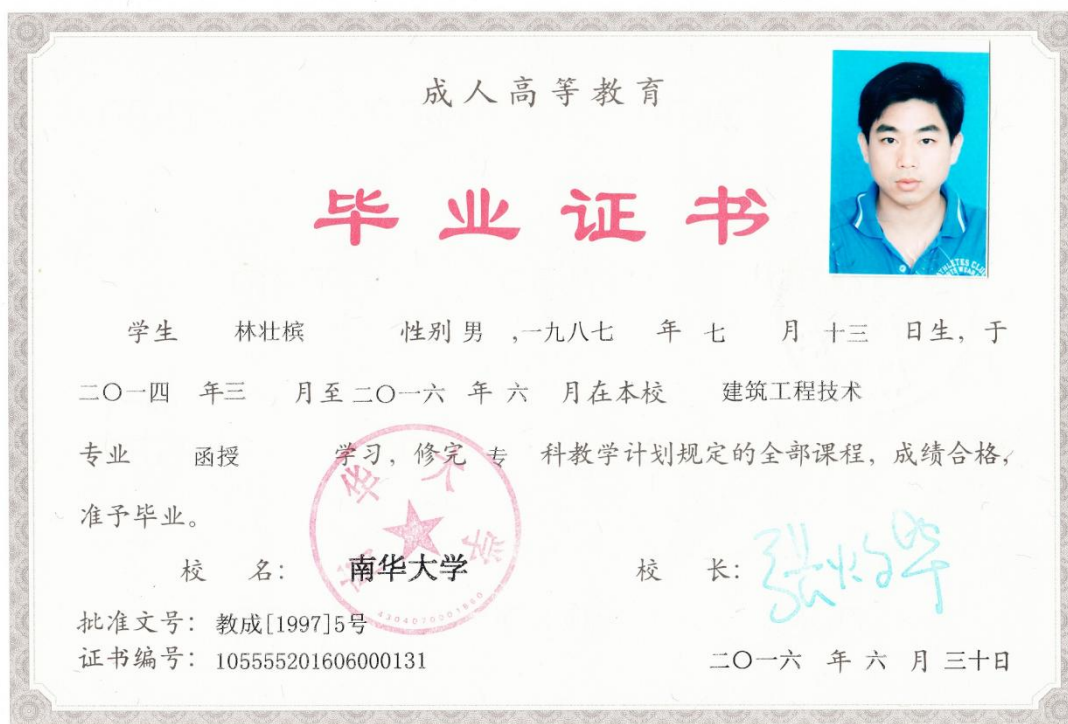 成人高等教育
毕业证书
学生 林壮槟 性别 男 ,一九八七 年 七 月 十三 日生, 于
二〇一四 年三 月至 二〇一六 年 六 月在本校 建筑工程技术
专业 函授 学习, 修完 专 科教学计划规定的全部课程, 成绩合格,
准予毕业。
校 名: 南华大学 校 长:
批准文号: 教成[1997]5号
证书编号: 105555201606000131 二〇一六 年 六 月 三十日
南华大学
ATHLETES CLU